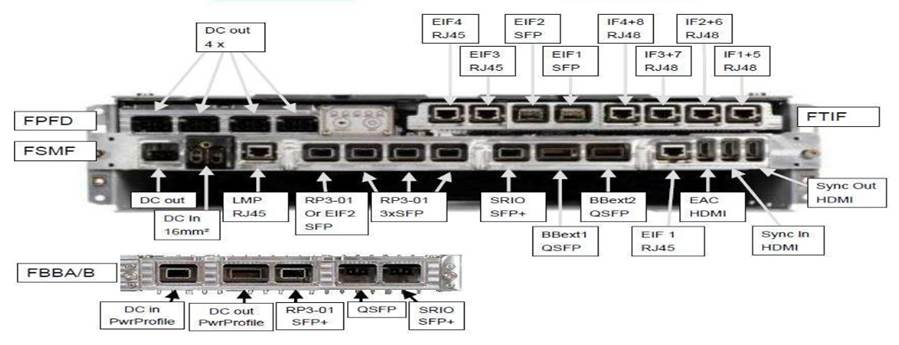 DC out
4 x
EIF4
RJ45
EIF3
RJ45
EIF2
SFP
EIF1
SFP
IF4+8
RJ48
IF3+7
RJ48
IF2+6
RJ48
IF1+5
RJ48
FPFD
FTIF
FSMF
DC out
DC In
16mm²
LMP
RJ45
RP3-01
Or EIF2
SFP
RP3-01
3xSFP
SRIO
SFP+
BBext1
QSFP
BBext2
QSFP
EIF 1
RJ45
EAC
HDMI
Sync In
HDMI
Sync Out
HDMI
FBBA/B
DC in
PwrProfile
DC out
PwrProfile
RP3-01
SFP+
QSFP
SRIO
SFP+